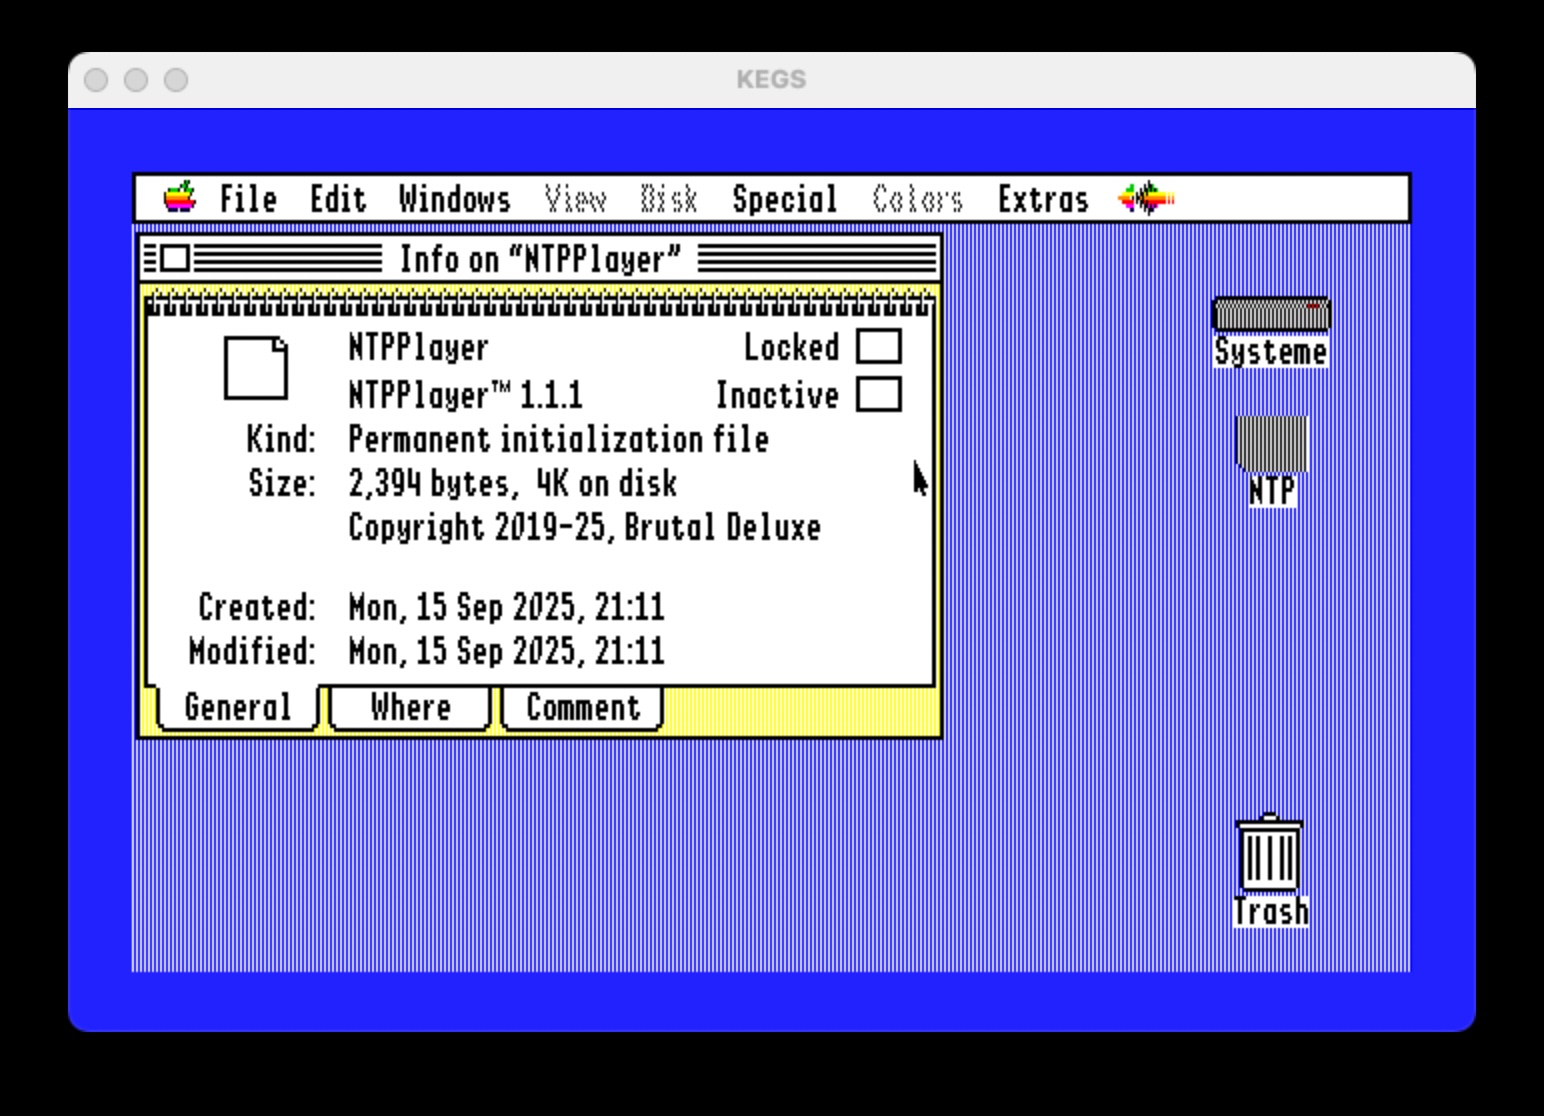 KEGS
File Edit Windows View Disk Special Colors Extras
Info on “NTPPlayer”
NTPPlayer Locked
NTPPlayer™ 1.1.1 Inactive
Kind: Permanent initialization file
Size: 2,394 bytes, 4K on disk
Copyright 2019-25, Brutal Deluxe
Created: Mon, 15 Sep 2025, 21:11
Modified: Mon, 15 Sep 2025, 21:11
General Where Comment
Systeme
NTP
Trash